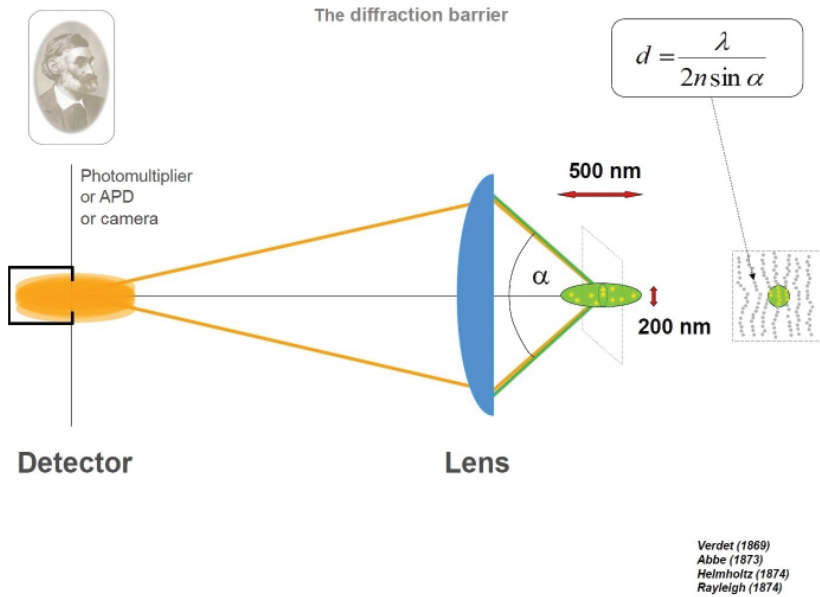 The diffraction barrier
d = λ / 2n sin α
Photomultiplier
or APD
or camera
500 nm
α
200 nm
Detector
Lens
Verdet (1869)
Abbe (1873)
Helmholtz (1874)
Rayleigh (1874)